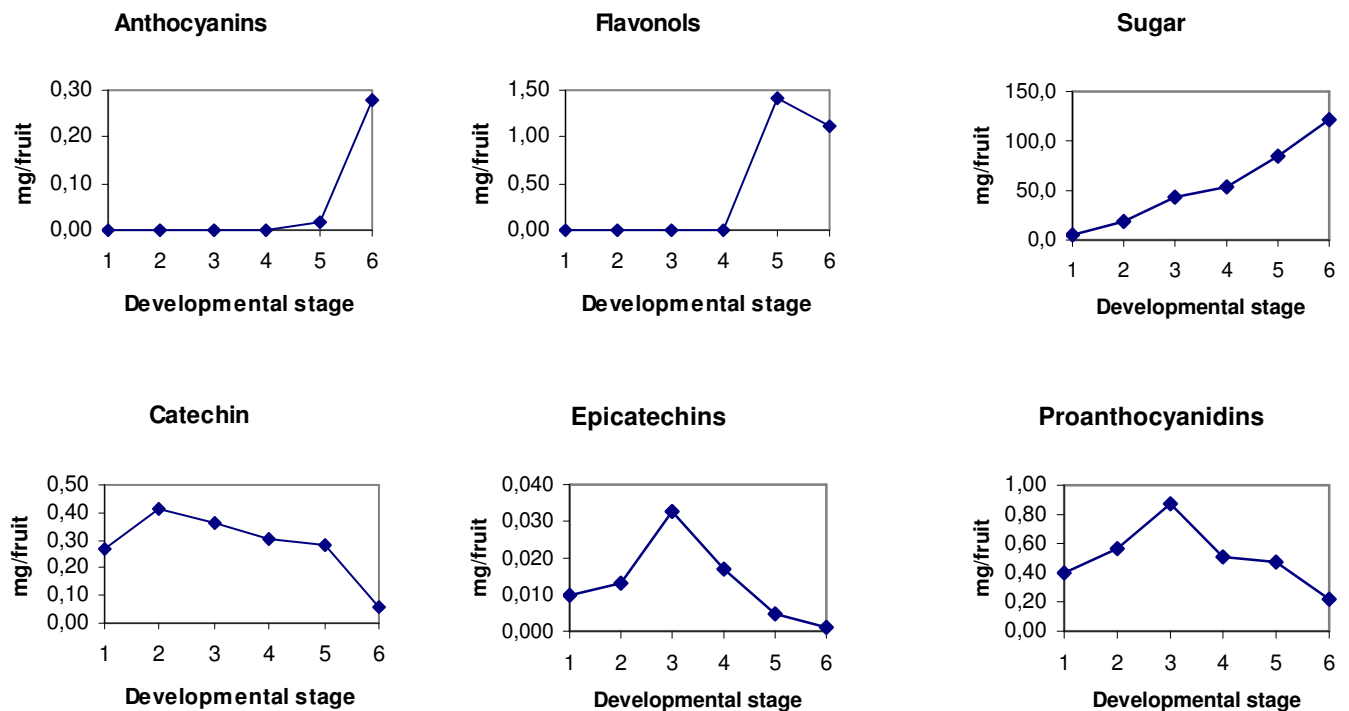 Anthocyanins
mg/fruit
0,30
0,20
0,10
0,00
1 2 3 4 5 6
Developmental stage
Flavonols
mg/fruit
1,50
1,00
0,50
0,00
1 2 3 4 5 6
Developmental stage
Sugar
mg/fruit
150,0
100,0
50,0
0,0
1 2 3 4 5 6
Developmental stage
Catechin
mg/fruit
0,50
0,40
0,30
0,20
0,10
0,00
1 2 3 4 5 6
Developmental stage
Epicatechins
mg/fruit
0,040
0,030
0,020
0,010
0,000
1 2 3 4 5 6
Developmental stage
Proanthocyanidins
mg/fruit
1,00
0,80
0,60
0,40
0,20
0,00
1 2 3 4 5 6
Developmental stage